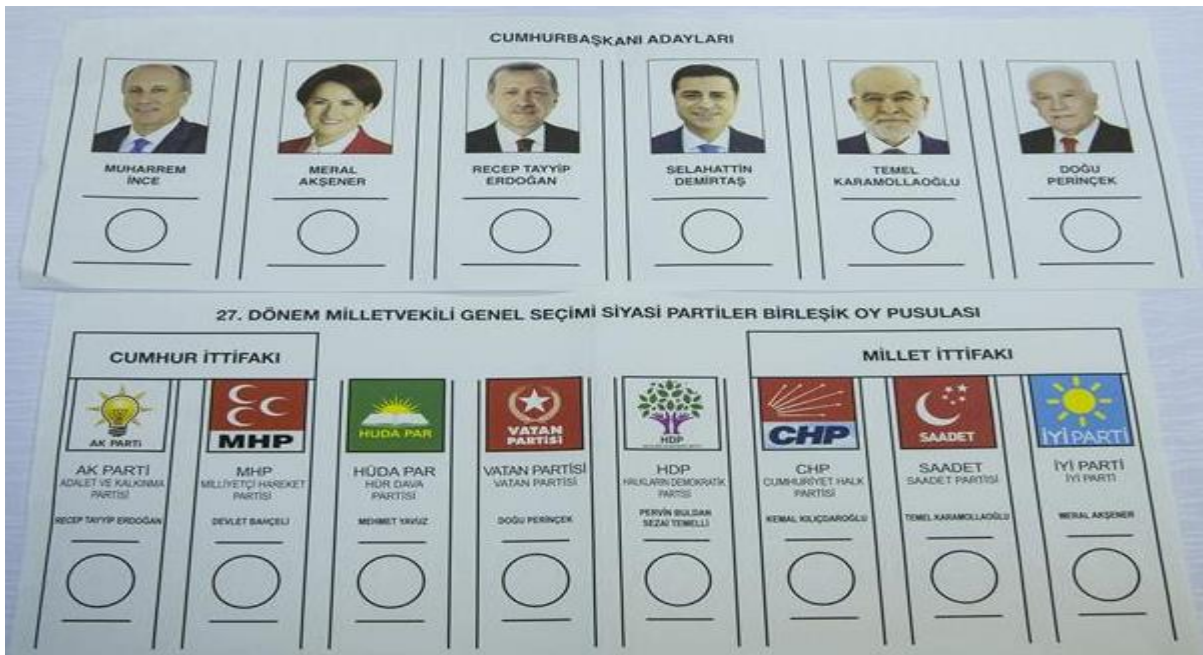 CUMHURBAŞKANI ADAYLARI
MUHARREM
İNCE
MERAL
AKŞENER
RECEP TAYYİP
ERDOĞAN
SELAHATTİN
DEMİRTAŞ
TEMEL
KARAMOLLAOĞLU
DOĞU
PERİNÇEK
27. DÖNEM MİLLETVEKİLİ GENEL SEÇİMİ SİYASİ PARTİLER BİRLEŞİK OY PUSULASI
CUMHUR İTTİFAKI
MİLLET İTTİFAKI
AK PARTİ
AK PARTİ
ADALET VE KALKINMA
PARTİSİ
RECEP TAYYİP ERDOĞAN
MHP
MHP
MİLLİYETÇİ HAREKET
PARTİSİ
DEVLET BAHÇELİ
HÜDA PAR
HÜDA PAR
HÜR DAVA
PARTİSİ
MEHMET YAVUZ
VATAN
PARTİSİ
VATAN PARTİSİ
VATAN PARTİSİ
DOĞU PERİNÇEK
HDP
HDP
HALKLARIN DEMOKRATİK
PARTİSİ
PERVİN BULDAN
SEZAİ TEMELLİ
CHP
CHP
CUMHURİYET HALK
PARTİSİ
KEMAL KILIÇDAROĞLU
SAADET
SAADET
SAADET PARTİSİ
TEMEL KARAMOLLAOĞLU
İYİ PARTİ
İYİ PARTİ
İYİ PARTİ
MERAL AKŞENER